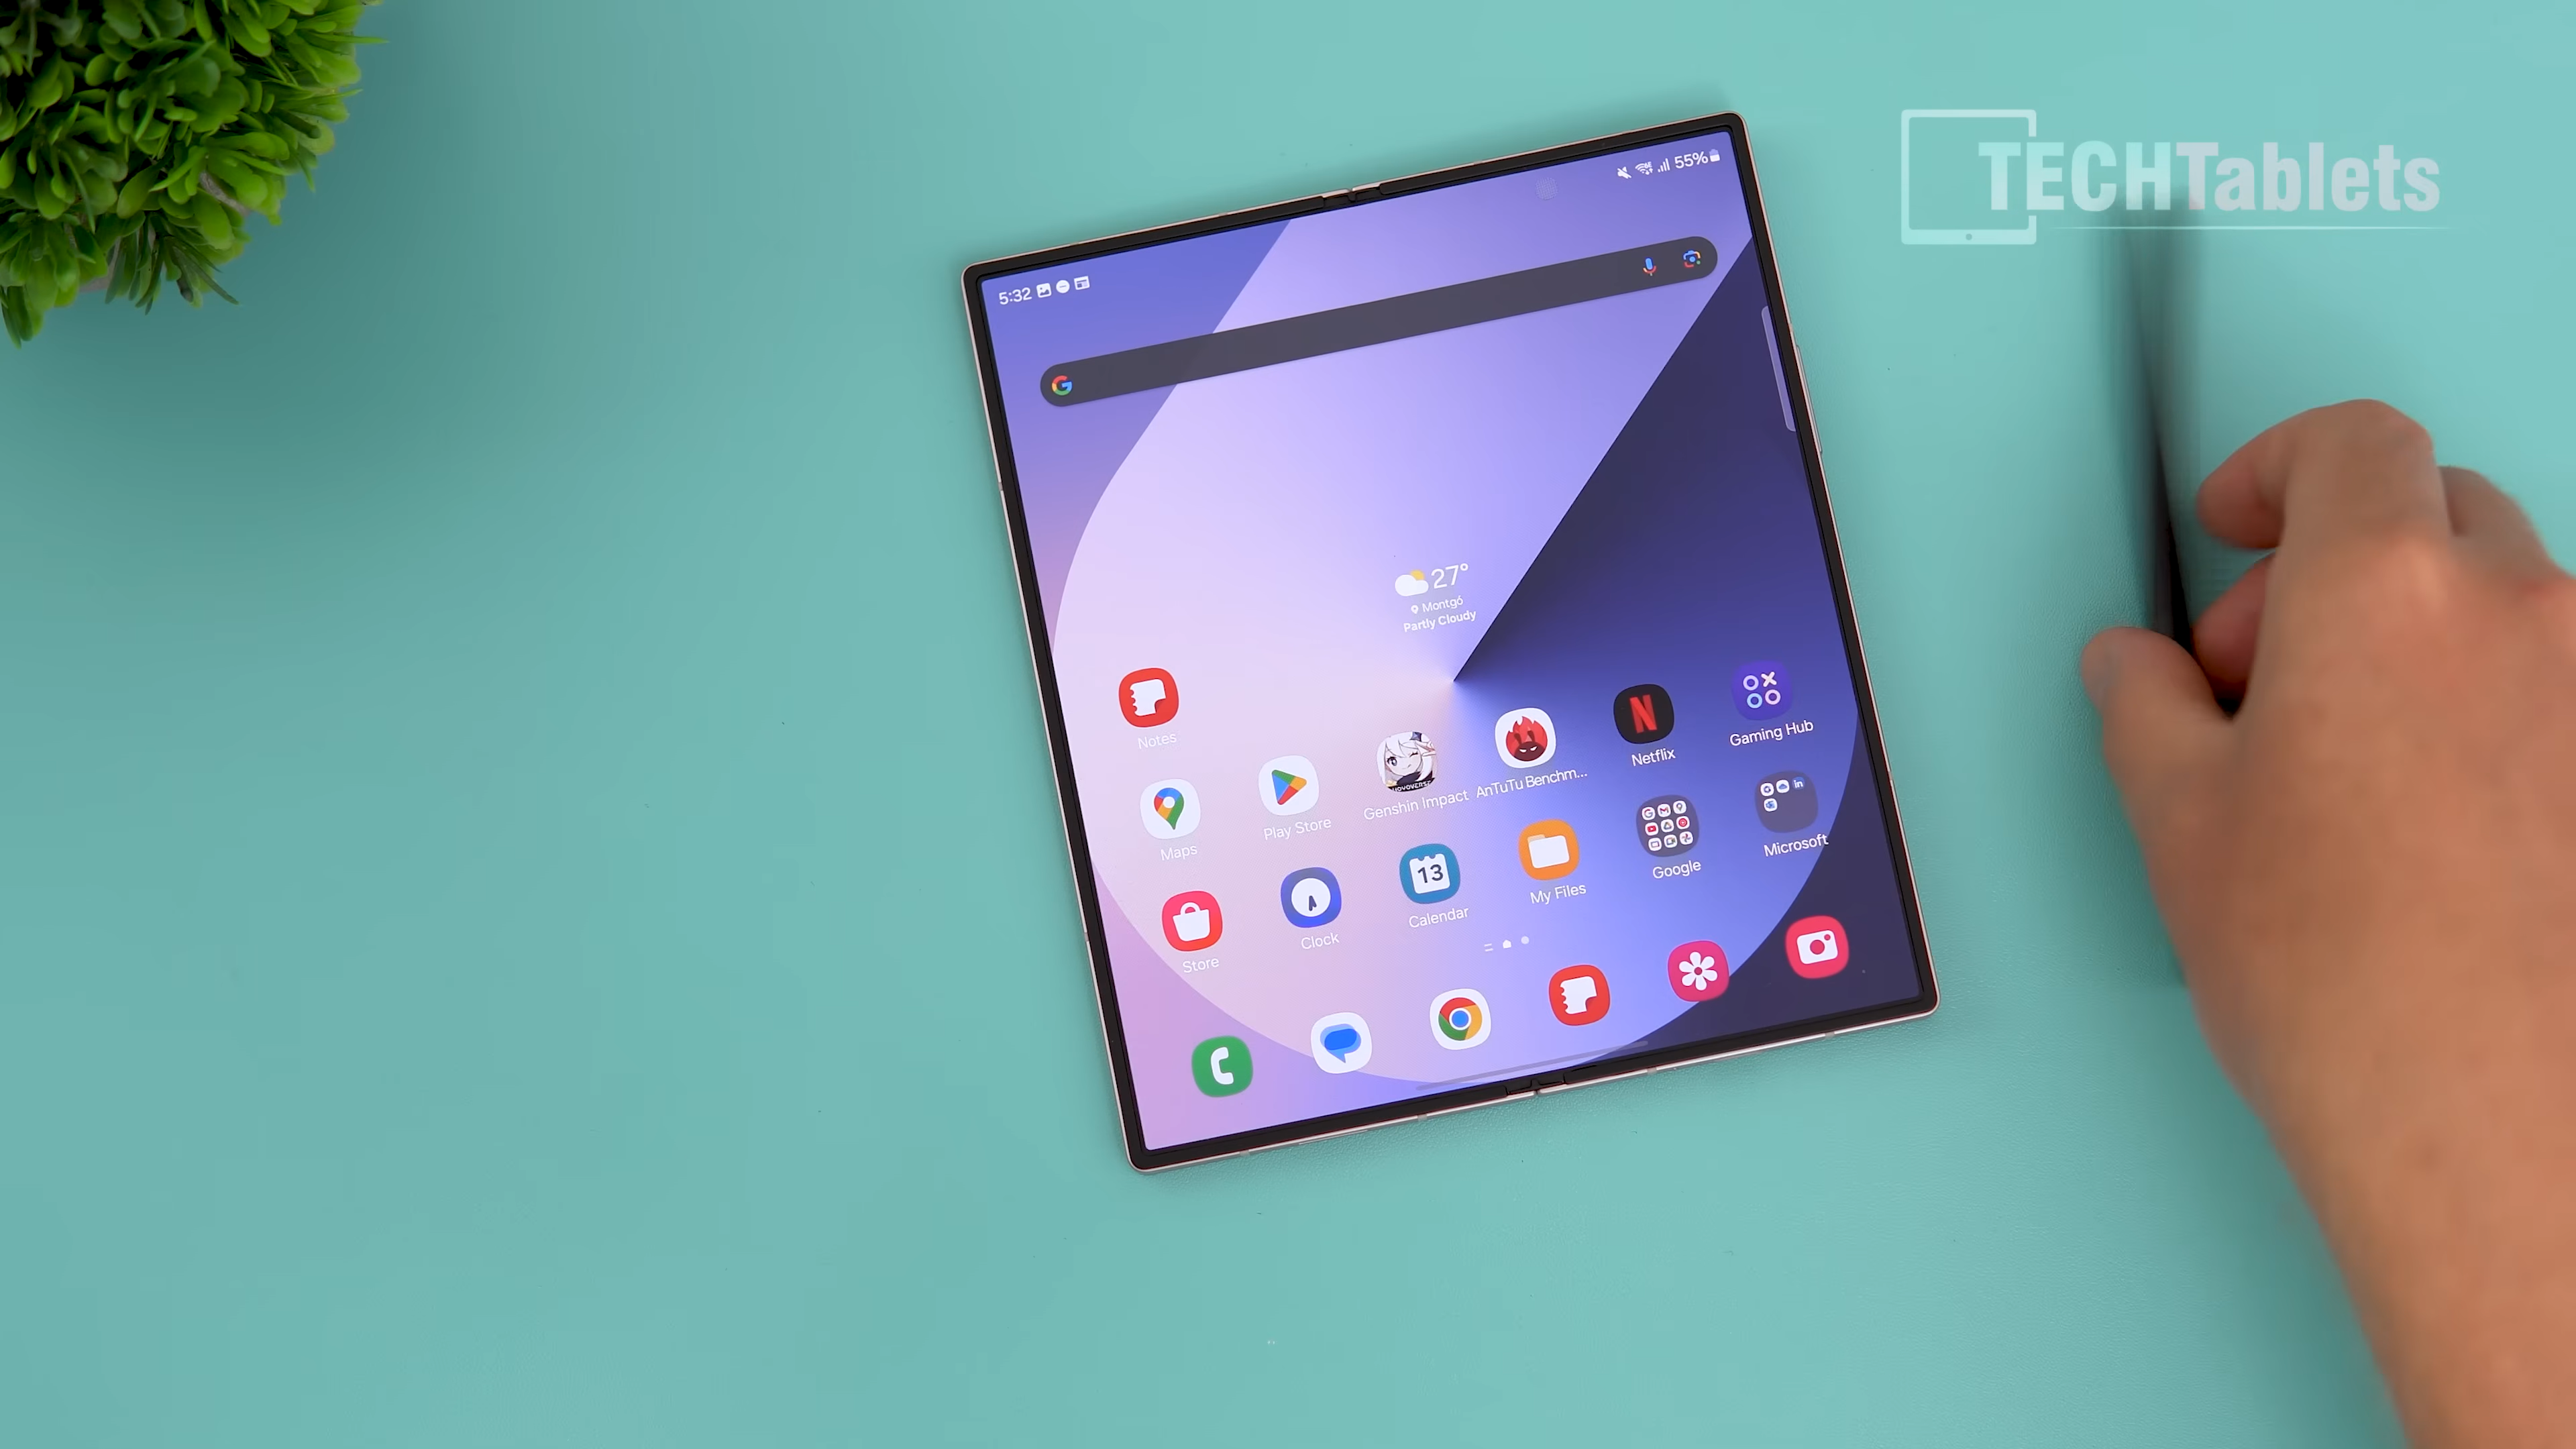 TECHTablets
5:32
55%
27°
Montgó
Partly Cloudy
Notes
Maps
Play Store
Genshin Impact
AnTuTu Benchm...
Netflix
Gaming Hub
Store
Clock
13
Calendar
My Files
Google
Microsoft